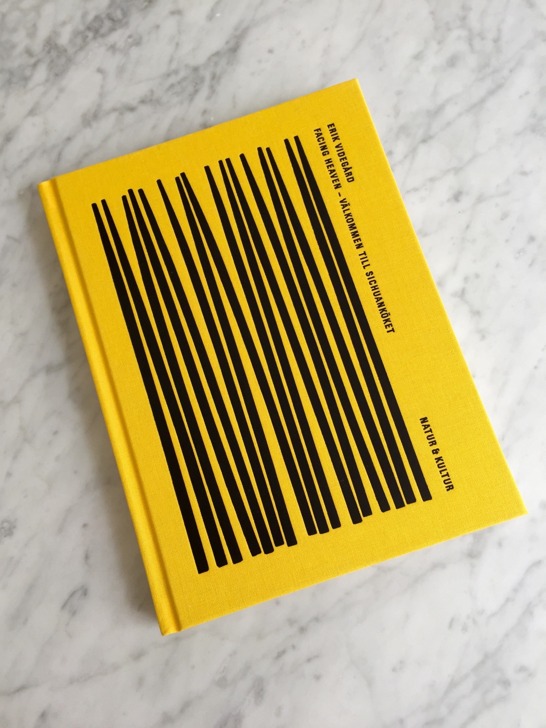 ERIK VIDEGÅRD
FACING HEAVEN – VÄLKOMMEN TILL SICHUANKÖKET
NATUR & KULTUR